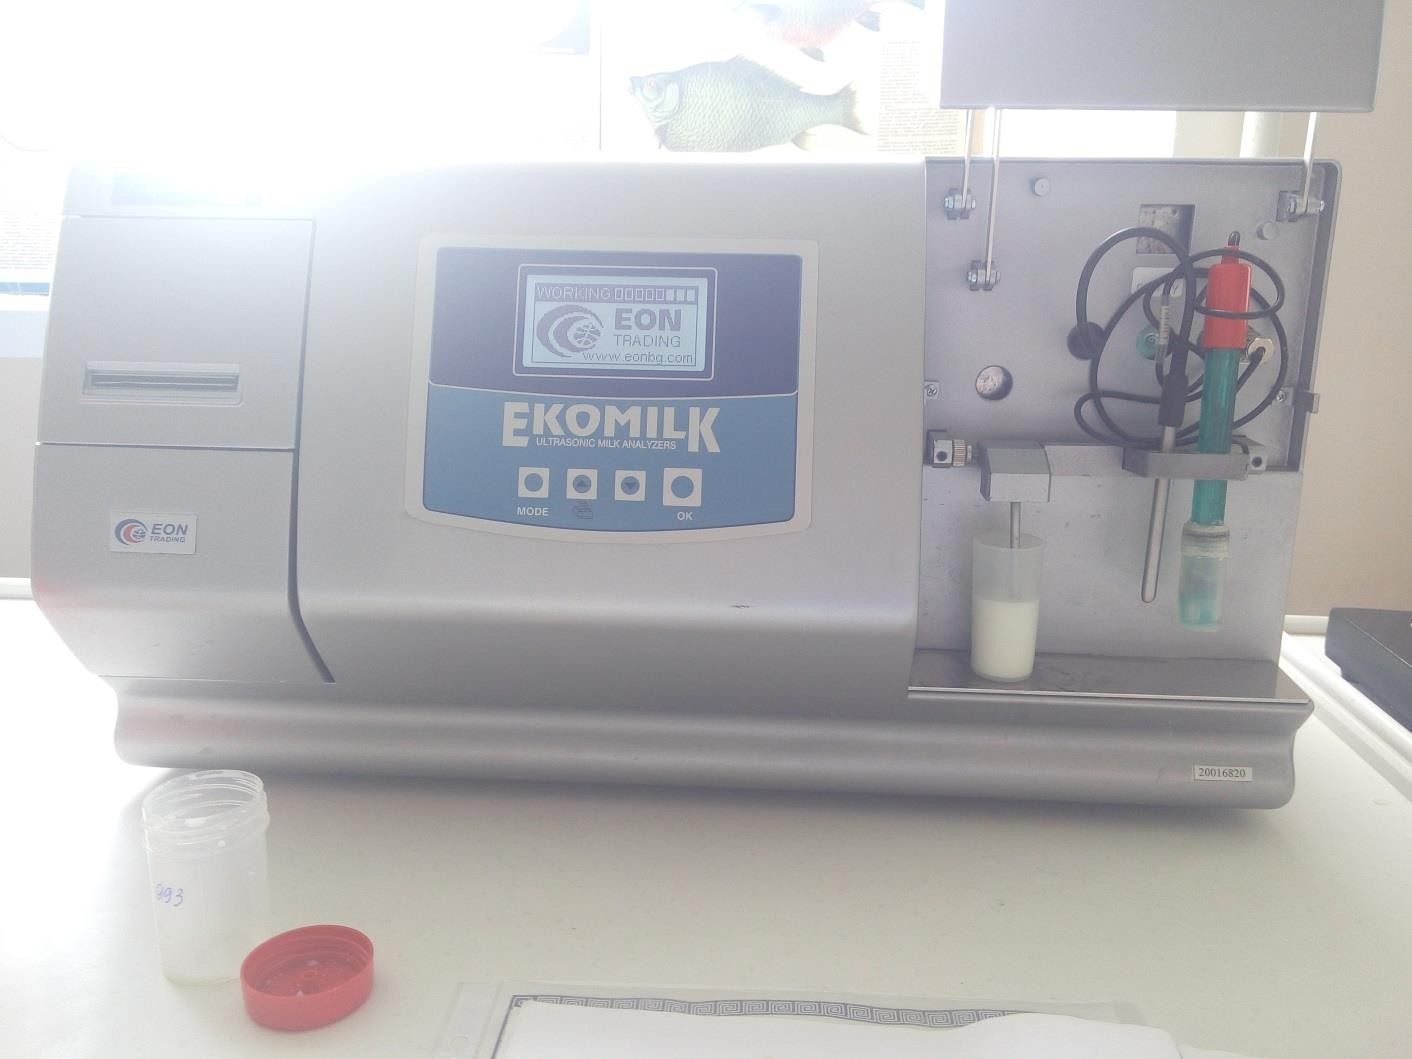 WORKING
EON
TRADING
www.eonbg.com
EKOMILK
ULTRASONIC MILK ANALYZERS
MODE
OK
EON
TRADING
20016820
993